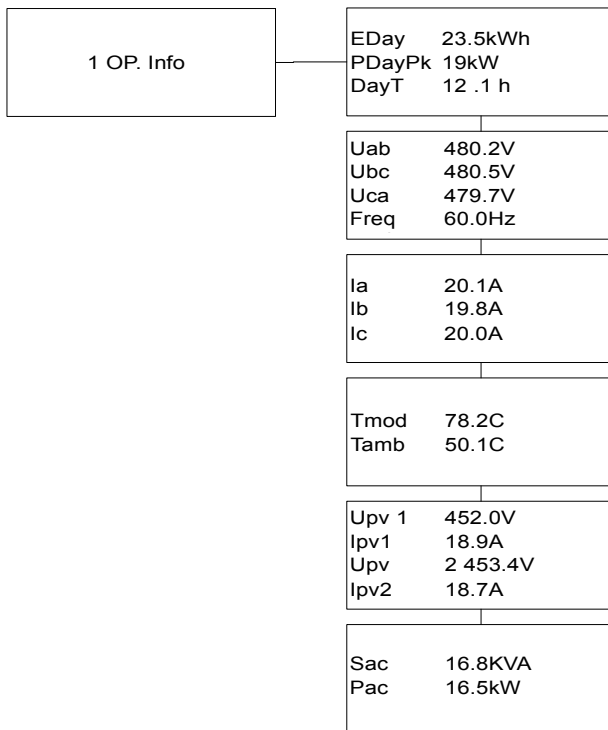 1 OP. Info
EDay 23.5kWh
PDayPk 19kW
DayT 12 .1 h
Uab 480.2V
Ubc 480.5V
Uca 479.7V
Freq 60.0Hz
Ia 20.1A
Ib 19.8A
Ic 20.0A
Tmod 78.2C
Tamb 50.1C
Upv 1 452.0V
Ipv1 18.9A
Upv 2 453.4V
Ipv2 18.7A
Sac 16.8KVA
Pac 16.5kW